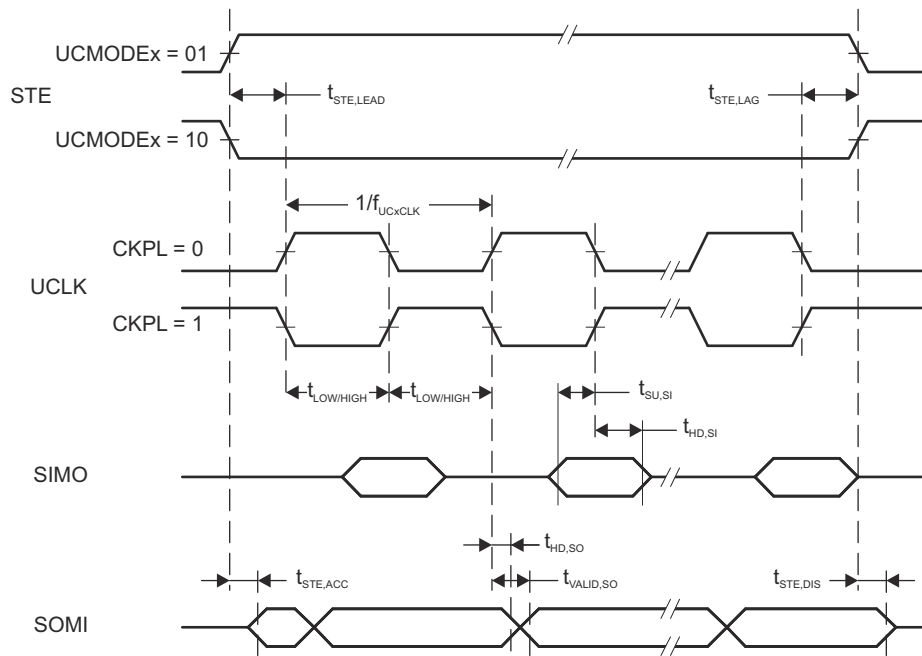 UCMODEx = 01
STE
tSTE,LEAD
tSTE,LAG
UCMODEx = 10
1/fUCxCLK
CKPL = 0
UCLK
CKPL = 1
tLOW/HIGH tLOW/HIGH
tSU,SI
tHD,SI
SIMO
tHD,SO
tSTE,ACC
tVALID,SO
tSTE,DIS
SOMI